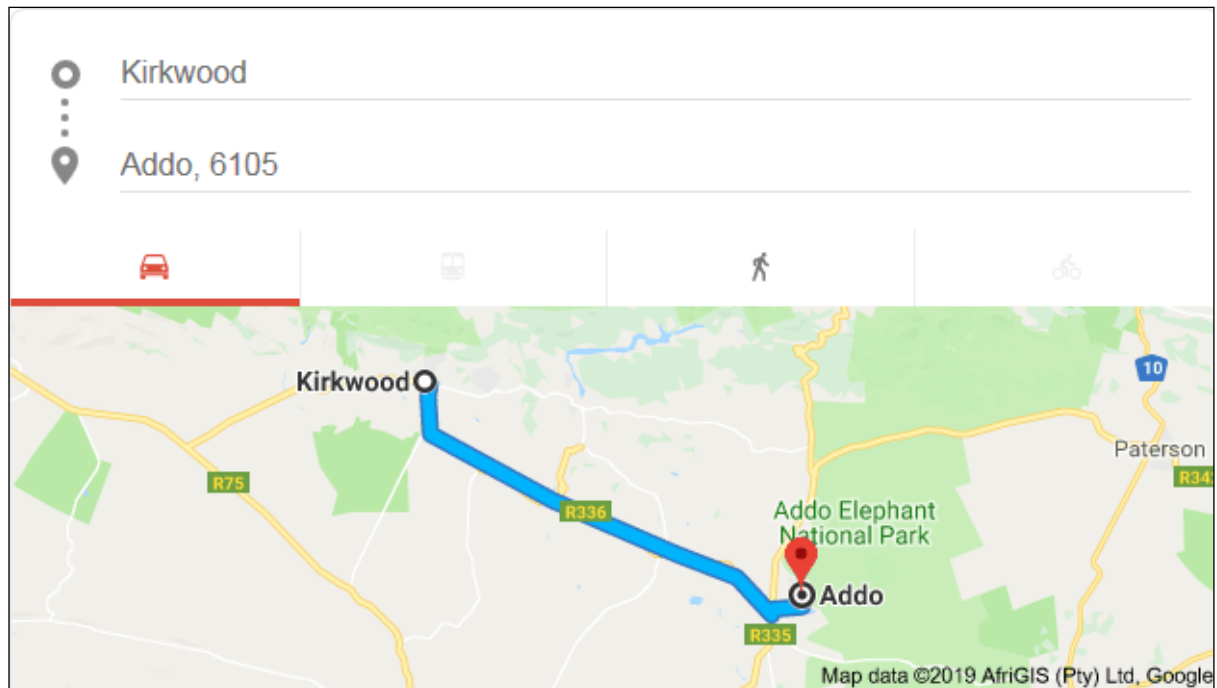 Kirkwood
Addo, 6105
10
Kirkwood
Paterson
R75
R34
R336
Addo Elephant
National Park
Addo
R335
Map data ©2019 AfriGIS (Pty) Ltd, Google